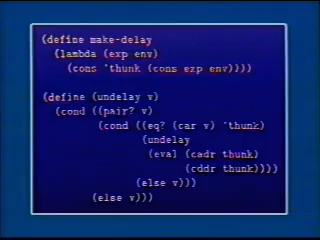 (define make-delay
(lambda (exp env)
(cons 'thunk (cons exp env))))
(define (undelay v)
(cond ((pair? v)
(cond ((eq? (car v) 'thunk)
(undelay
(eval (cadr thunk)
(cddr thunk))))
(else v)))
(else v)))